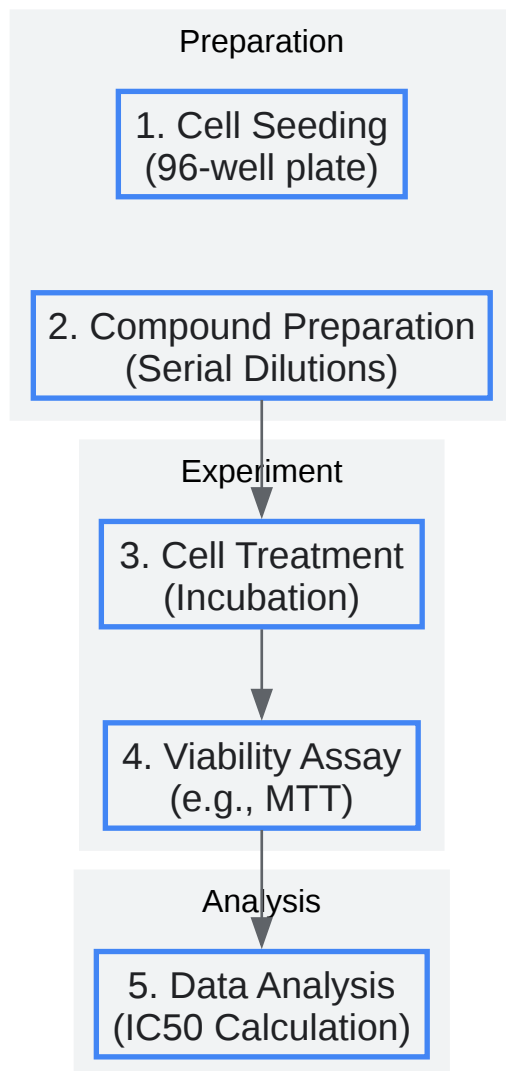 Preparation
1. Cell Seeding
(96-well plate)
2. Compound Preparation
(Serial Dilutions)
Experiment
3. Cell Treatment
(Incubation)
4. Viability Assay
(e.g., MTT)
Analysis
5. Data Analysis
(IC50 Calculation)